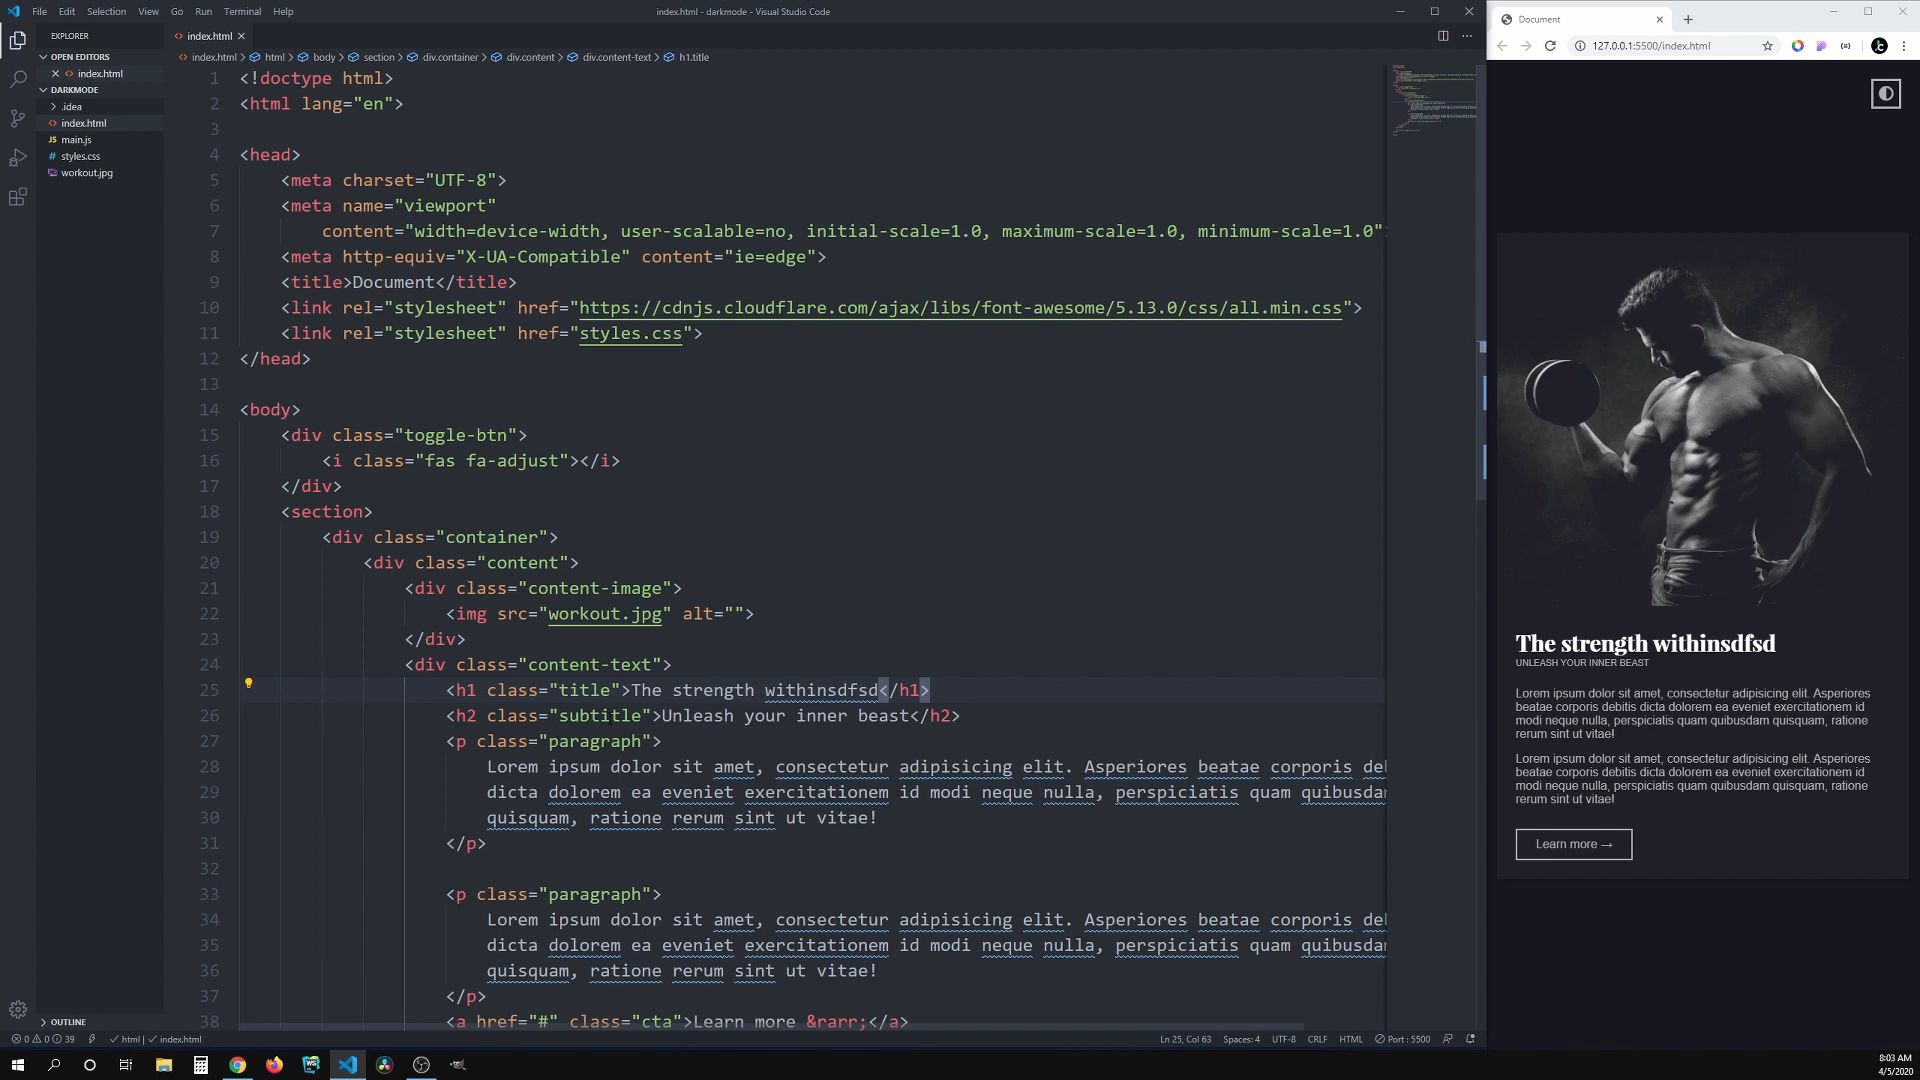 File Edit Selection View Go Run Terminal Help
index.html - darkmode - Visual Studio Code
EXPLORER
OPEN EDITORS
index.html
DARKMODE
.idea
index.html
main.js
styles.css
workout.jpg
OUTLINE
index.html
index.html > html > body > section > div.container > div.content > div.content-text > h1.title
1 <!doctype html>
2 <html lang="en">
3
4 <head>
5 <meta charset="UTF-8">
6 <meta name="viewport"
7 content="width=device-width, user-scalable=no, initial-scale=1.0, maximum-scale=1.0, minimum-scale=1.0">
8 <meta http-equiv="X-UA-Compatible" content="ie=edge">
9 <title>Document</title>
10 <link rel="stylesheet" href="https://cdnjs.cloudflare.com/ajax/libs/font-awesome/5.13.0/css/all.min.css">
11 <link rel="stylesheet" href="styles.css">
12 </head>
13
14 <body>
15 <div class="toggle-btn">
16 <i class="fas fa-adjust"></i>
17 </div>
18 <section>
19 <div class="container">
20 <div class="content">
21 <div class="content-image">
22 <img src="workout.jpg" alt="">
23 </div>
24 <div class="content-text">
25 <h1 class="title">The strength withinsdfsd</h1>
26 <h2 class="subtitle">Unleash your inner beast</h2>
27 <p class="paragraph">
28 Lorem ipsum dolor sit amet, consectetur adipisicing elit. Asperiores beatae corporis de
29 dicta dolorem ea eveniet exercitationem id modi neque nulla, perspiciatis quam quibusda
30 quisquam, ratione rerum sint ut vitae!
31 </p>
32
33 <p class="paragraph">
34 Lorem ipsum dolor sit amet, consectetur adipisicing elit. Asperiores beatae corporis de
35 dicta dolorem ea eveniet exercitationem id modi neque nulla, perspiciatis quam quibusda
36 quisquam, ratione rerum sint ut vitae!
37 </p>
38 <a href="#" class="cta">Learn more &rarr;</a>
0 0 39 html | index.html
Ln 25, Col 63 Spaces: 4 UTF-8 CRLF HTML Port : 5500
Document
127.0.0.1:5500/index.html
The strength withinsdfsd
UNLEASH YOUR INNER BEAST
Lorem ipsum dolor sit amet, consectetur adipisicing elit. Asperiores
beatae corporis debitis dicta dolorem ea eveniet exercitationem id
modi neque nulla, perspiciatis quam quibusdam quisquam, ratione
rerum sint ut vitae!
Lorem ipsum dolor sit amet, consectetur adipisicing elit. Asperiores
beatae corporis debitis dicta dolorem ea eveniet exercitationem id
modi neque nulla, perspiciatis quam quibusdam quisquam, ratione
rerum sint ut vitae!
Learn more →
8:03 AM
4/5/2020